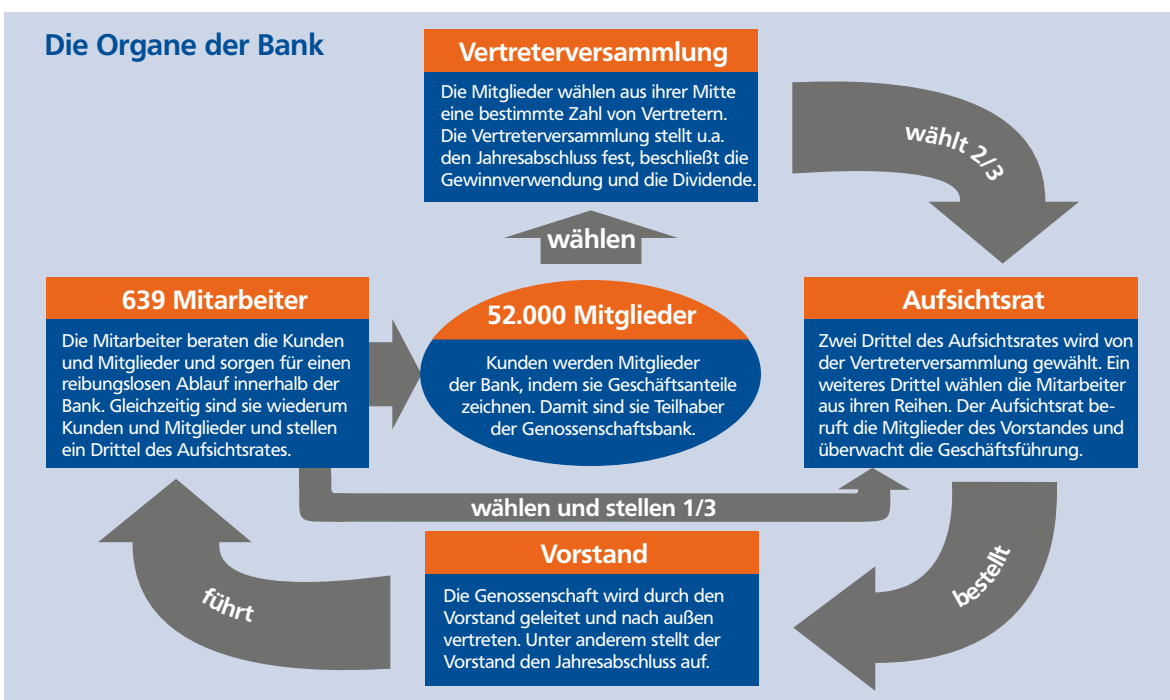 Die Organe der Bank
Vertreterversammlung
Die Mitglieder wählen aus ihrer Mitte
eine bestimmte Zahl von Vertretern.
Die Vertreterversammlung stellt u.a.
den Jahresabschluss fest, beschließt die
Gewinnverwendung und die Dividende.
wählt 2/3
wählen
639 Mitarbeiter
Die Mitarbeiter beraten die Kunden
und Mitglieder und sorgen für einen
reibungslosen Ablauf innerhalb der
Bank. Gleichzeitig sind sie wiederum
Kunden und Mitglieder und stellen
ein Drittel des Aufsichtsrates.
52.000 Mitglieder
Kunden werden Mitglieder
der Bank, indem sie Geschäftsanteile
zeichnen. Damit sind sie Teilhaber
der Genossenschaftsbank.
Aufsichtsrat
Zwei Drittel des Aufsichtsrates wird von
der Vertreterversammlung gewählt. Ein
weiteres Drittel wählen die Mitarbeiter
aus ihren Reihen. Der Aufsichtsrat be-
ruft die Mitglieder des Vorstandes und
überwacht die Geschäftsführung.
wählen und stellen 1/3
Vorstand
Die Genossenschaft wird durch den
Vorstand geleitet und nach außen
vertreten. Unter anderem stellt der
Vorstand den Jahresabschluss auf.
führt
bestellt